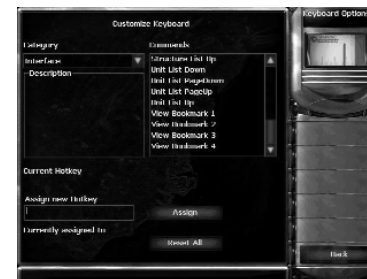 Customize Keyboard
Keyboard Options
Category
Commands
Interface
Structure List Up
Unit List Down
Unit List PageDown
Unit List PageUp
Unit List Up
View Bookmark 1
View Bookmark 2
View Bookmark 3
View Bookmark 4
Description
Current Hotkey
Assign new Hotkey
Assign
Currently assigned to
Reset All
Back